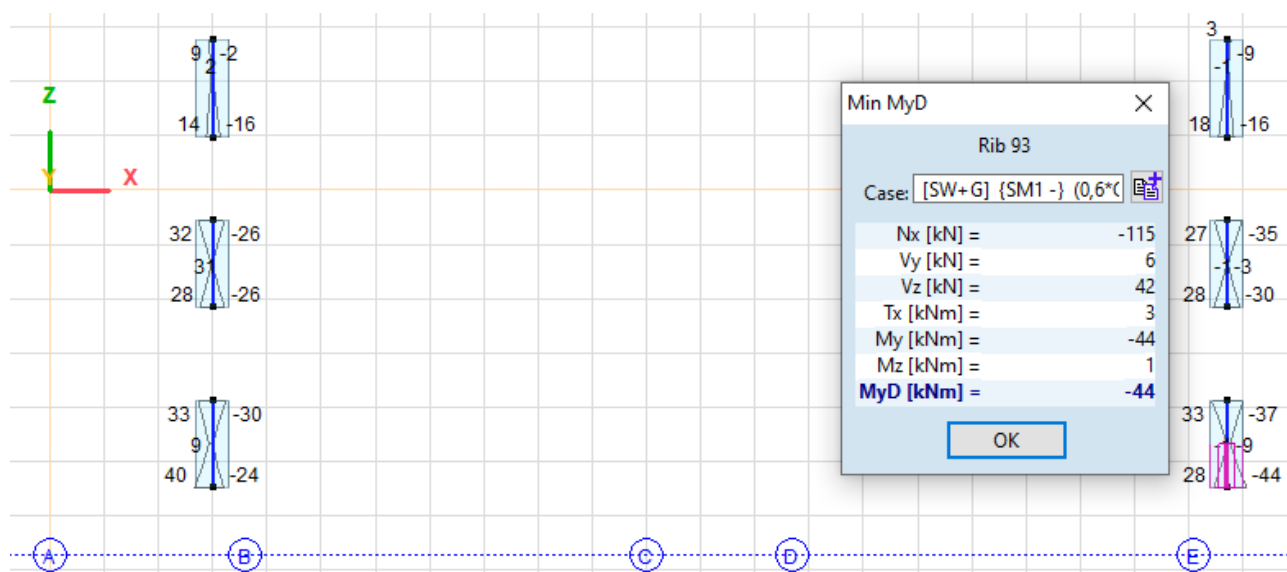 3
9 -2
2
-1 -9
14 -16
18 -16
Z
Y X
Min MyD
Rib 93
Case: [SW+G] {SM1 -} (0,6*(
Nx [kN] = -115
Vy [kN] = 6
Vz [kN] = 42
Tx [kNm] = 3
My [kNm] = -44
Mz [kNm] = 1
MyD [kNm] = -44
OK
32 -26
31
28 -26
27 -35
-3
28 -30
33 -30
9
40 -24
33 -37
-9
28 -44
A B C D E